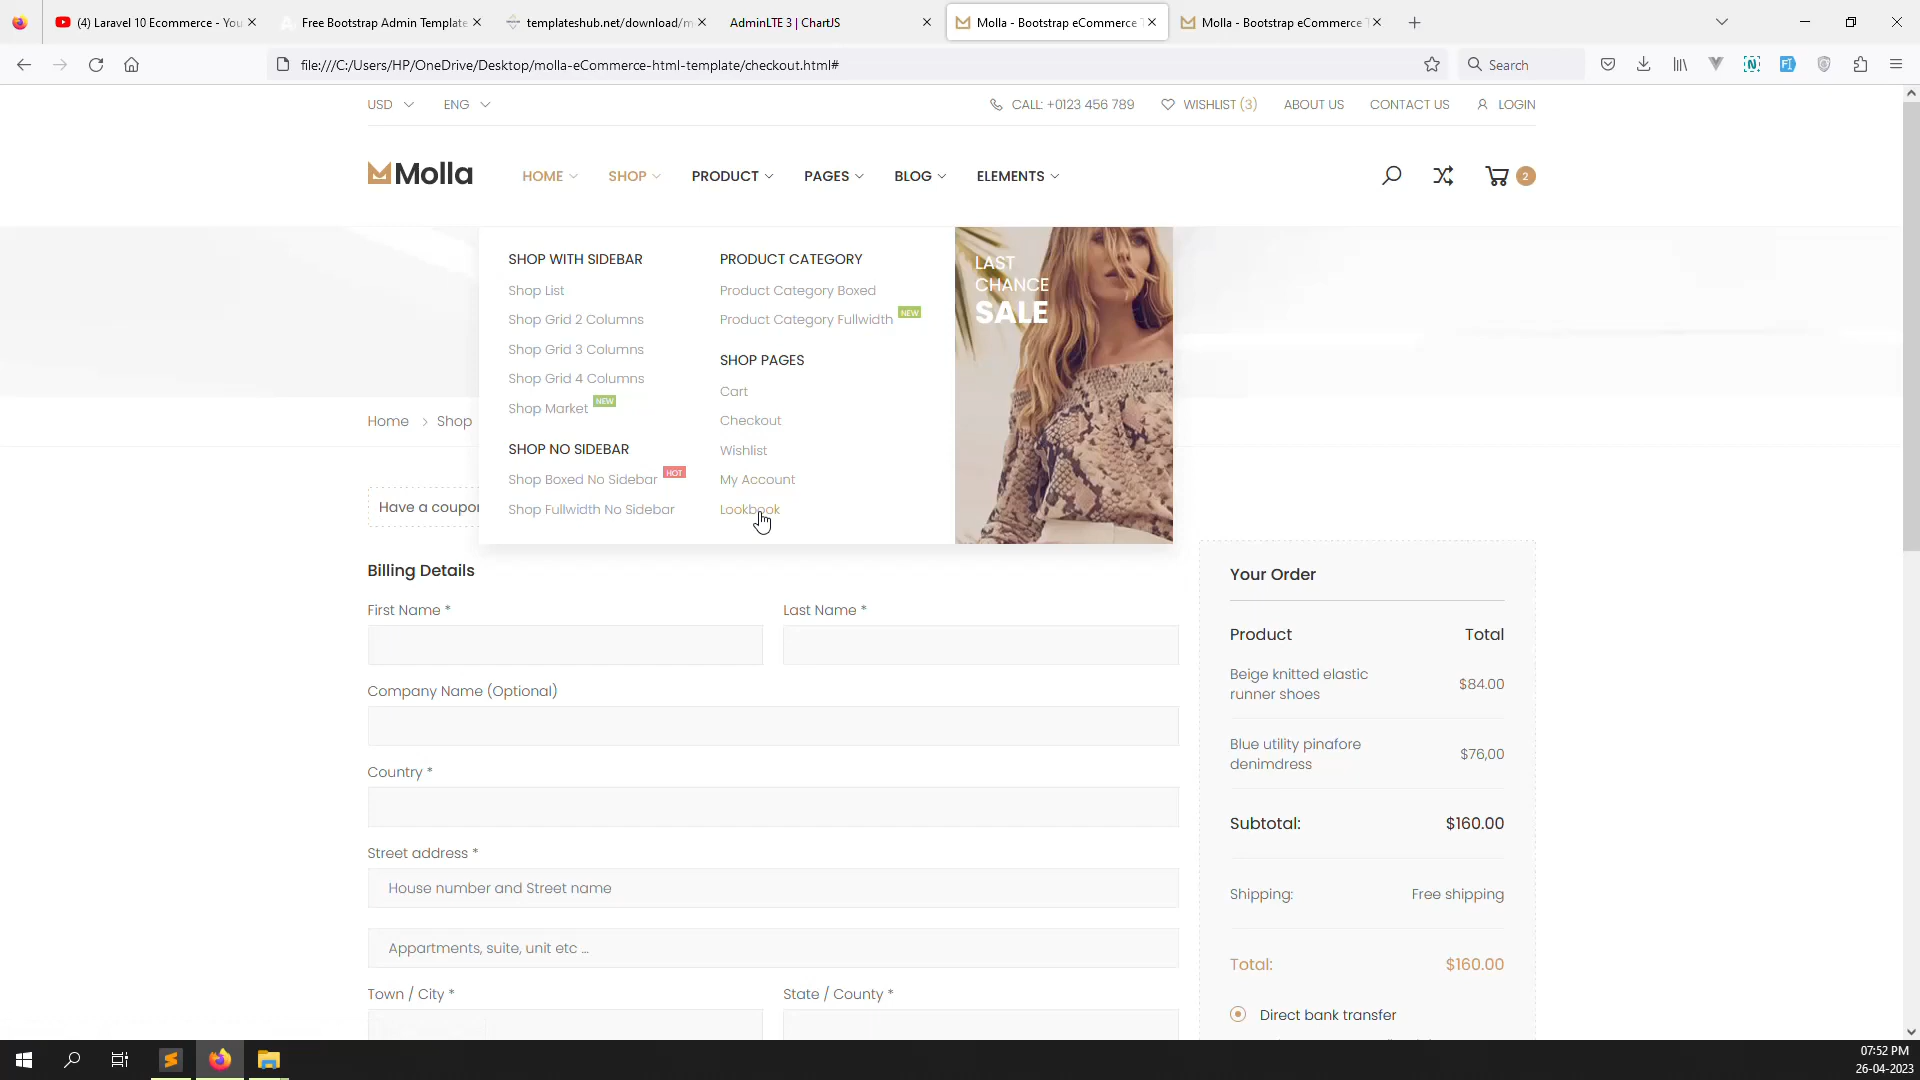 (4) Laravel 10 Ecommerce - You
Free Bootstrap Admin Template
templateshub.net/download/m
AdminLTE 3 | ChartJS
Molla - Bootstrap eCommerce T
Molla - Bootstrap eCommerce T
file:///C:/Users/HP/OneDrive/Desktop/molla-eCommerce-html-template/checkout.html#
Search
USD
ENG
CALL: +0123 456 789
WISHLIST (3)
ABOUT US
CONTACT US
LOGIN
Molla
HOME
SHOP
PRODUCT
PAGES
BLOG
ELEMENTS
2
SHOP WITH SIDEBAR
Shop List
Shop Grid 2 Columns
Shop Grid 3 Columns
Shop Grid 4 Columns
Shop Market NEW
SHOP NO SIDEBAR
Shop Boxed No Sidebar HOT
Shop Fullwidth No Sidebar
PRODUCT CATEGORY
Product Category Boxed
Product Category Fullwidth NEW
SHOP PAGES
Cart
Checkout
Wishlist
My Account
Lookbook
LAST
CHANCE
SALE
Home > Shop
Have a coupon
Billing Details
First Name *
Last Name *
Company Name (Optional)
Country *
Street address *
House number and Street name
Appartments, suite, unit etc ...
Town / City *
State / County *
Your Order
Product Total
Beige knitted elastic
runner shoes
$84.00
Blue utility pinafore
denimdress
$76,00
Subtotal: $160.00
Shipping: Free shipping
Total: $160.00
Direct bank transfer
07:52 PM
26-04-2023